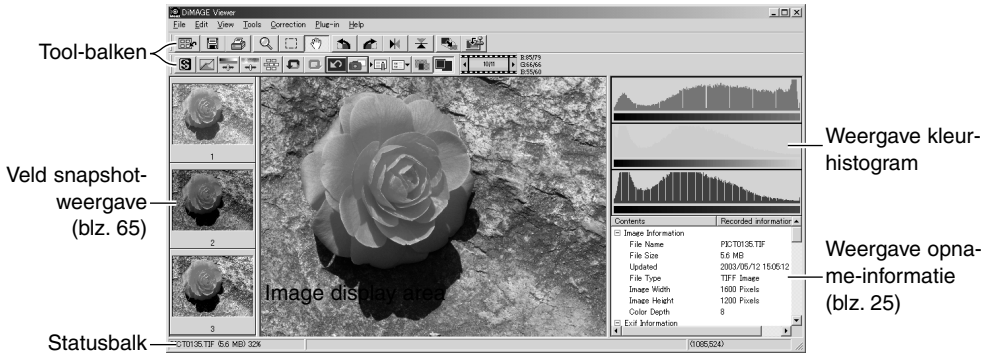 DiMAGE Viewer
File Edit View Tools Correction Plug-in Help
Tool-balken
10/11
R:85/79
G:66/66
B:55/60
1
2
3
Veld snapshot-
weergave
(blz. 65)
Image display area
Weergave kleur-
histogram
Contents Recorded information
Image Information
File Name PICT0135.TIF
File Size 5.6 MB
Updated 2003/05/12 15:05:12
File Type TIFF Image
Image Width 1600 Pixels
Image Height 1200 Pixels
Color Depth 8
Exif Information
Weergave opna-
me-informatie
(blz. 25)
Statusbalk
PICT0135.TIF (5.6 MB) 32%
(1085,524)